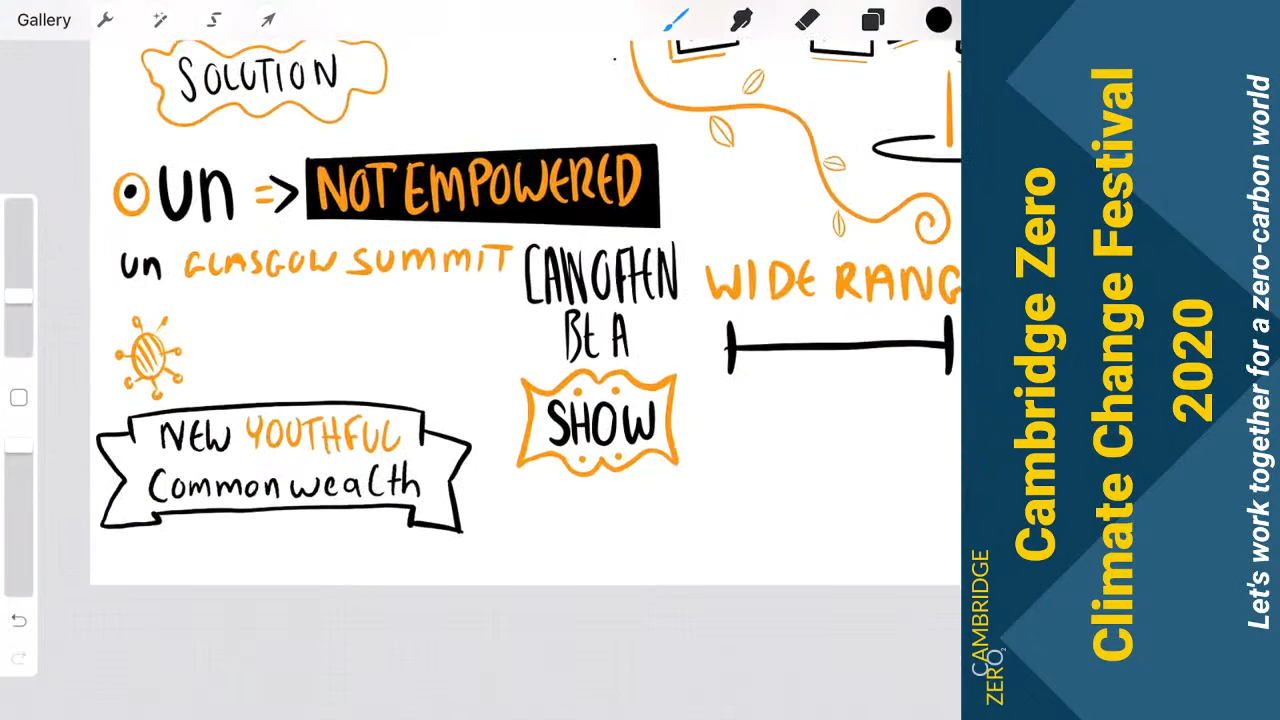 Gallery
SOLUTION
UN => NOT EMPOWERED
UN GLASGOW SUMMIT
CAN OFTEN
BE A
SHOW
WIDE RANG
NEW YOUTHFUL
Commonwealth
Cambridge Zero
Climate Change Festival
2020
Let's work together for a zero-carbon world
CAMBRIDGE
ZERO₂